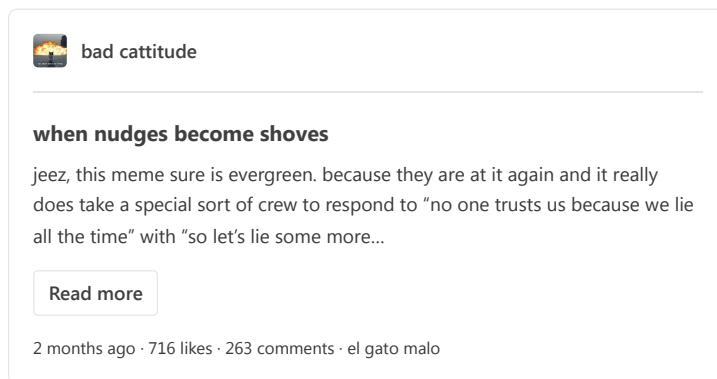 bad cattitude
when nudges become shoves
jeez, this meme sure is evergreen. because they are at it again and it really
does take a special sort of crew to respond to “no one trusts us because we lie
all the time” with “so let’s lie some more…
Read more
2 months ago · 716 likes · 263 comments · el gato malo